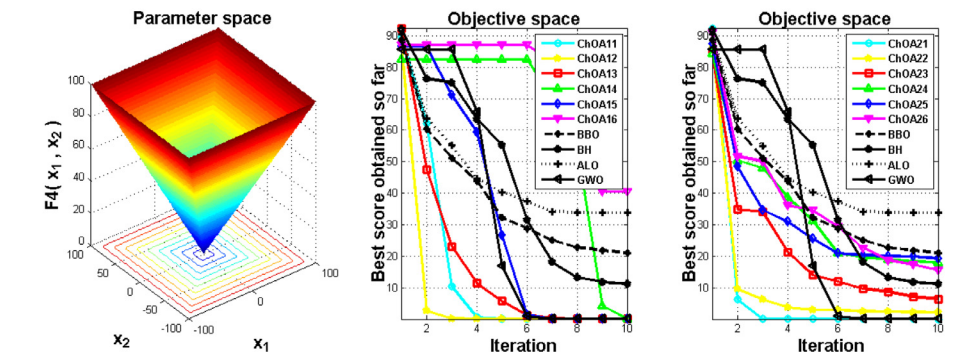 Parameter space
F4( x1 , x2 )
100
80
60
40
20
0
50
0
-50
-100
x2
-100
0
100
x1
Objective space
Best score obtained so far
90
80
70
60
50
40
30
20
10
2
4
6
8
10
Iteration
ChOA11
ChOA12
ChOA13
ChOA14
ChOA15
ChOA16
BBO
BH
ALO
GWO
Objective space
Best score obtained so far
90
80
70
60
50
40
30
20
10
2
4
6
8
10
Iteration
ChOA21
ChOA22
ChOA23
ChOA24
ChOA25
ChOA26
BBO
BH
ALO
GWO